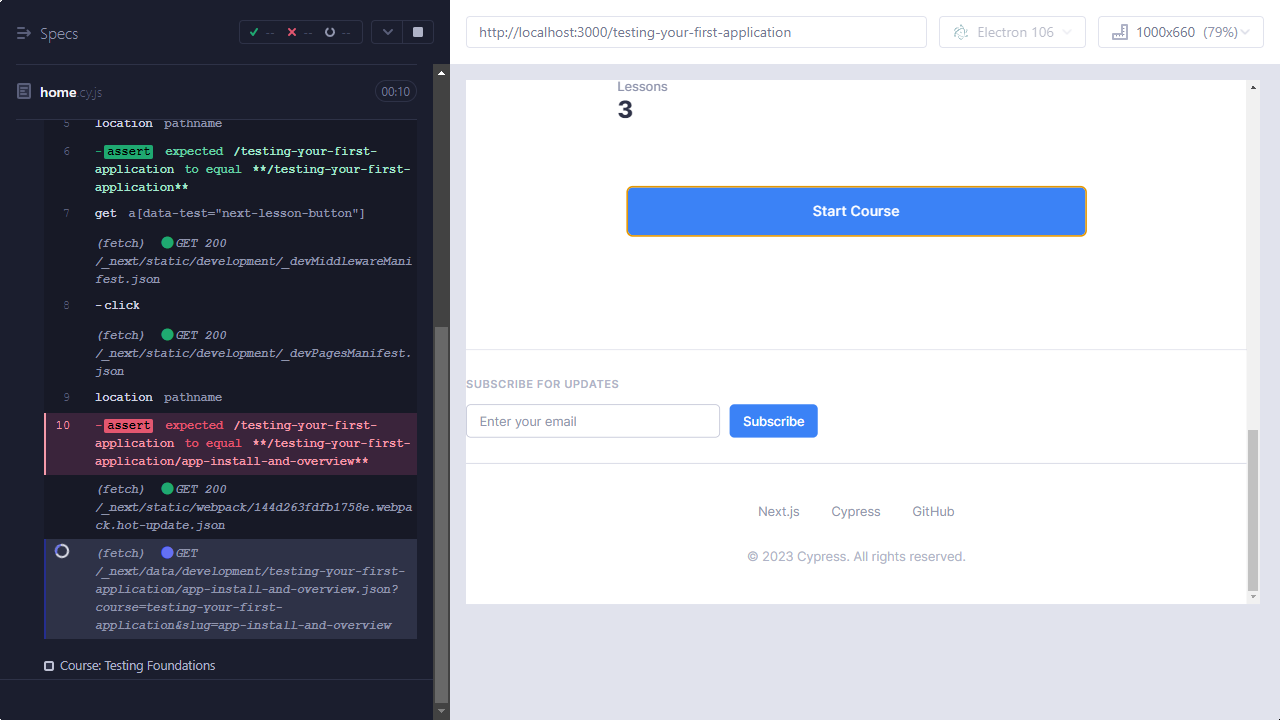 Specs
-- -- --
home.cy.js
00:10
5 location pathname
6 -assert expected /testing-your-first-
application to equal **/testing-your-first-
application**
7 get a[data-test="next-lesson-button"]
(fetch) GET 200
/_next/static/development/_devMiddlewareMani
fest.json
8 -click
(fetch) GET 200
/_next/static/development/_devPagesManifest.
json
9 location pathname
10 -assert expected /testing-your-first-
application to equal **/testing-your-first-
application/app-install-and-overview**
(fetch) GET 200
/_next/static/webpack/144d263fdfb1758e.webpa
ck.hot-update.json
(fetch) GET
/_next/data/development/testing-your-first-
application/app-install-and-overview.json?
course=testing-your-first-
application&slug=app-install-and-overview
Course: Testing Foundations
http://localhost:3000/testing-your-first-application
Electron 106
1000x660 (79%)
Lessons
3
Start Course
SUBSCRIBE FOR UPDATES
Enter your email
Subscribe
Next.js Cypress GitHub
© 2023 Cypress. All rights reserved.